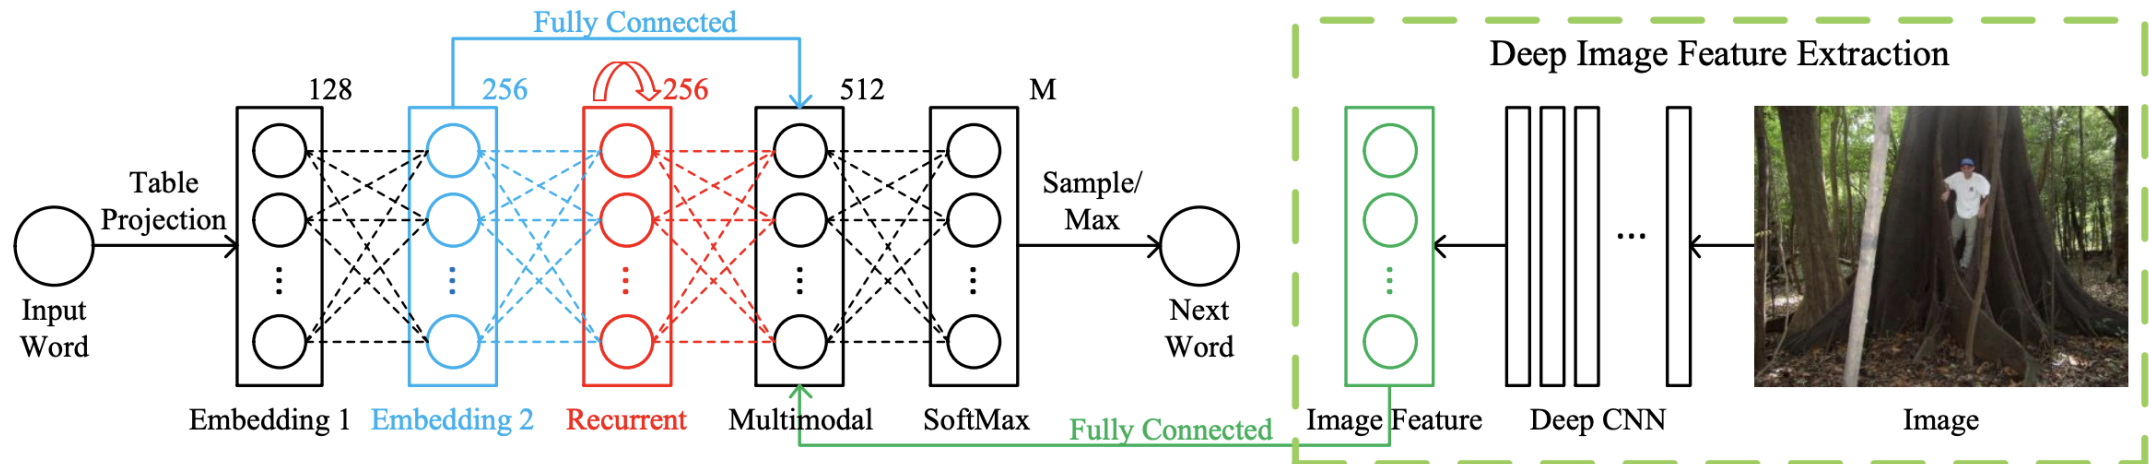 Fully Connected
Deep Image Feature Extraction
128
256
256
512
M
Table
Projection
Sample/
Max
...
Input
Word
Next
Word
Embedding 1
Embedding 2
Recurrent
Multimodal
SoftMax
Fully Connected
Image Feature
Deep CNN
Image